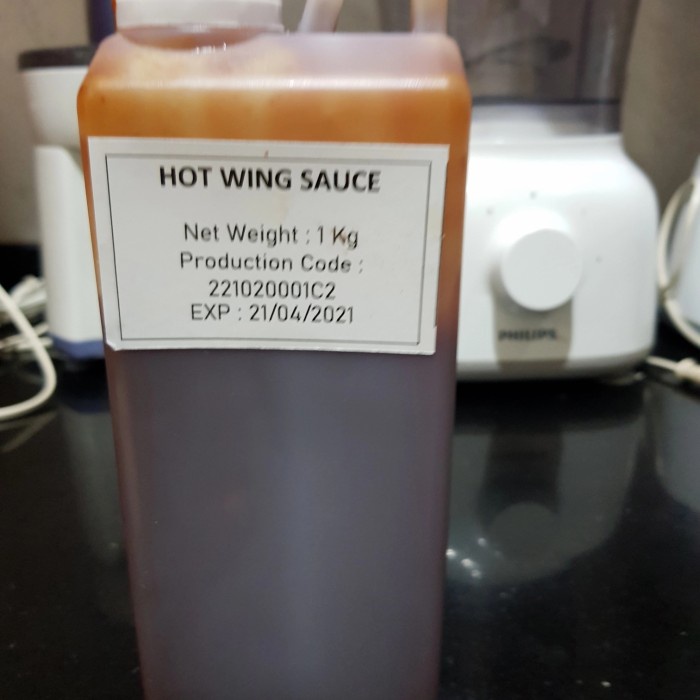 HOT WING SAUCE
Net Weight : 1 Kg
Production Code :
221020001C2
EXP : 21/04/2021
PHILIPS